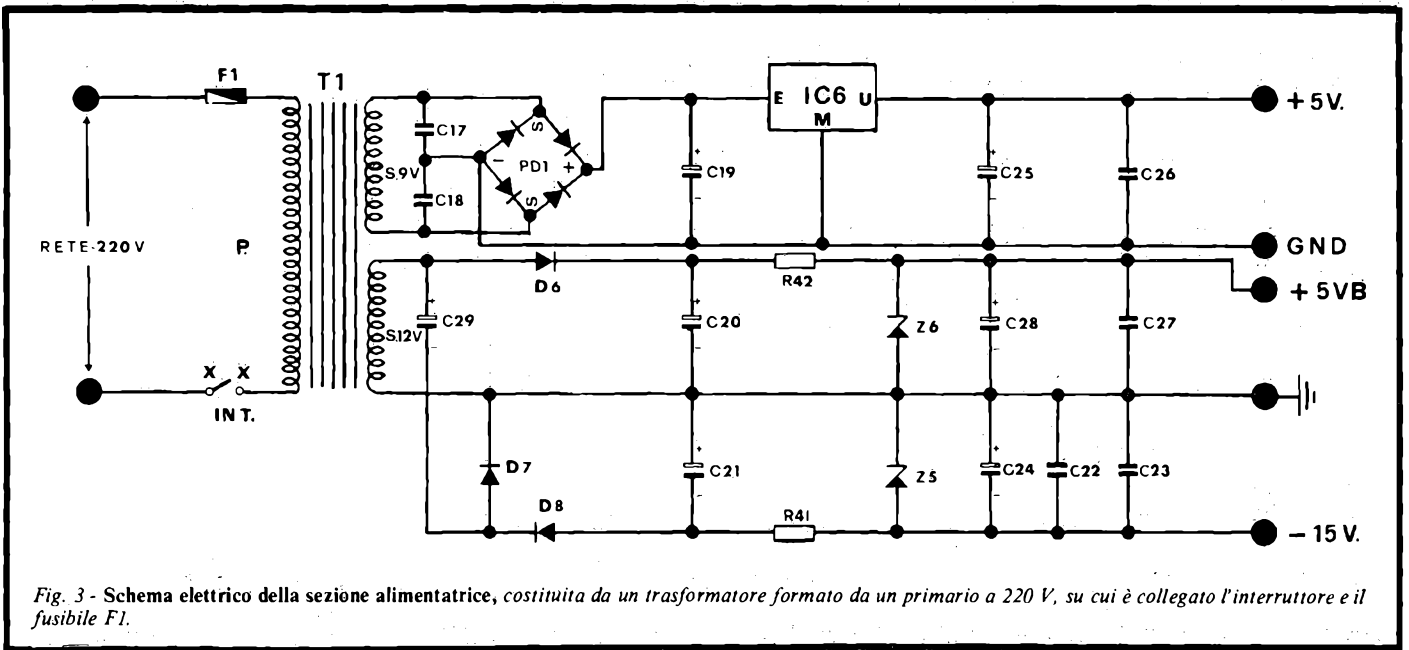 F1
T1
E IC6 U
M
+5V.
C17
S
PD1
- +
S
S.9V
C18
C19
+
-
C25
+
-
C26
RETE-220V
P.
GND
D6
R42
+5VB
C29
+
-
S.12V
C20
+
-
Z6
C28
+
-
C27
X X
INT.
D7
D8
C21
+
-
R41
Z5
C24
+
-
C22
C23
-15V.
Fig. 3 - Schema elettrico della sezione alimentatrice, costituita da un trasformatore formato da un primario a 220 V, su cui è collegato l'interruttore e il
fusibile F1.